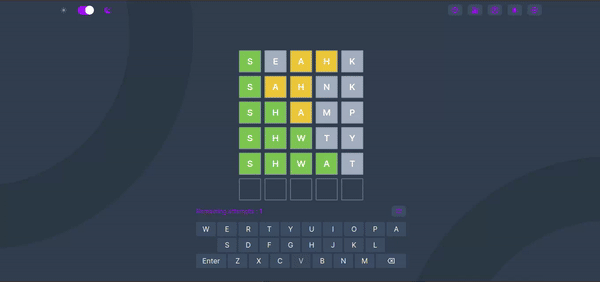 S E A H K
S A H N K
S H A M P
S H W T Y
S H W A T
Remaining attempts : 1
W E R T Y U I O P A
S D F G H J K L
Enter Z X C V B N M